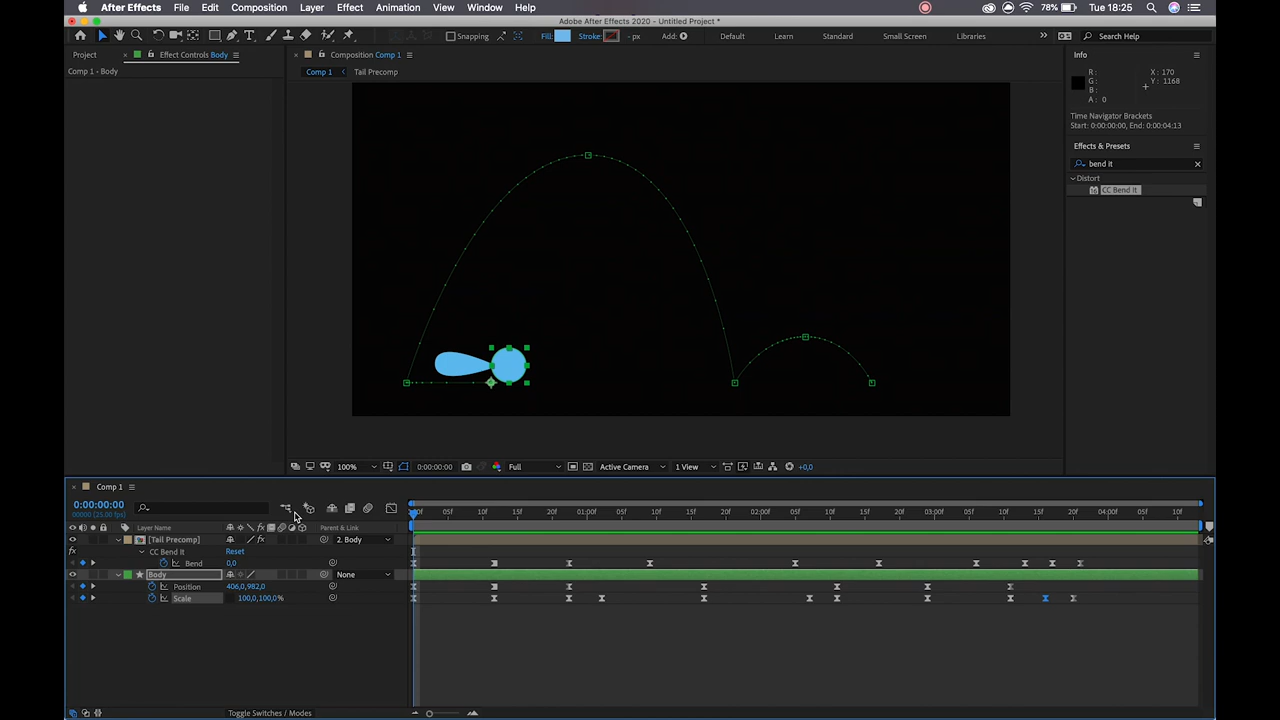 After Effects File Edit Composition Layer Effect Animation View Window Help 78% Tue 18:25
Adobe After Effects 2020 - Untitled Project *
Snapping Fill: Stroke: - px Add: Default Learn Standard Small Screen Libraries Search Help
Project Effect Controls Body Composition Comp 1 Info
Comp 1 - Body Comp 1 Tail Precomp
R: X: 170
G: Y: 1168
B:
A: 0
Time Navigator Brackets
Start: 0:00:00:00, End: 0:00:04:13
Effects & Presets
bend it
Distort
CC Bend It
100% 0:00:00:00 Full Active Camera 1 View +0,0
Comp 1
0:00:00:00
00000 (25.00 fps)
:00f 05f 10f 15f 20f 01:00f 05f 10f 15f 20f 02:00f 05f 10f 15f 20f 03:00f 05f 10f 15f 20f 04:00f 05f 10f
Layer Name Parent & Link
[Tail Precomp] 2. Body
CC Bend It Reset
Bend 0,0
Body None
Position 406,0,982,0
Scale 100,0,100,0%
Toggle Switches / Modes